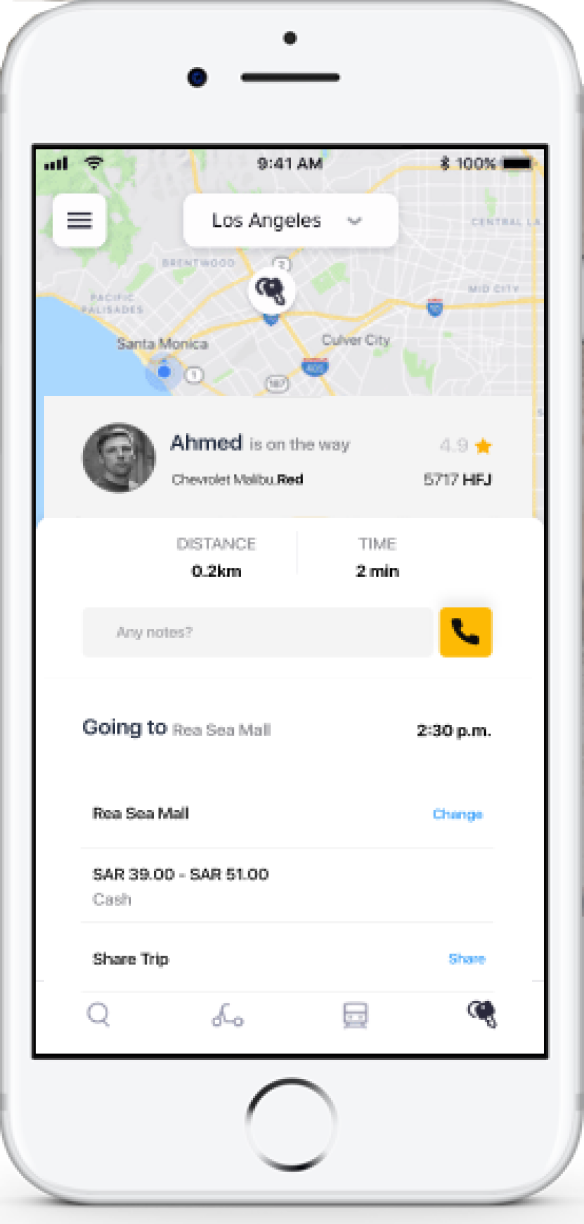 9:41 AM
100%
Los Angeles
CENTRAL LA
BRENTWOOD
2
MID CITY
PACIFIC
PALISADES
Santa Monica
Culver City
1
405
187
Ahmed is on the way
4.9
Chevrolet Malibu,Red
5717 HFJ
DISTANCE
TIME
0.2km
2 min
Any notes?
Going to Rea Sea Mall
2:30 p.m.
Rea Sea Mall
Change
SAR 39.00 - SAR 51.00
Cash
Share Trip
Share